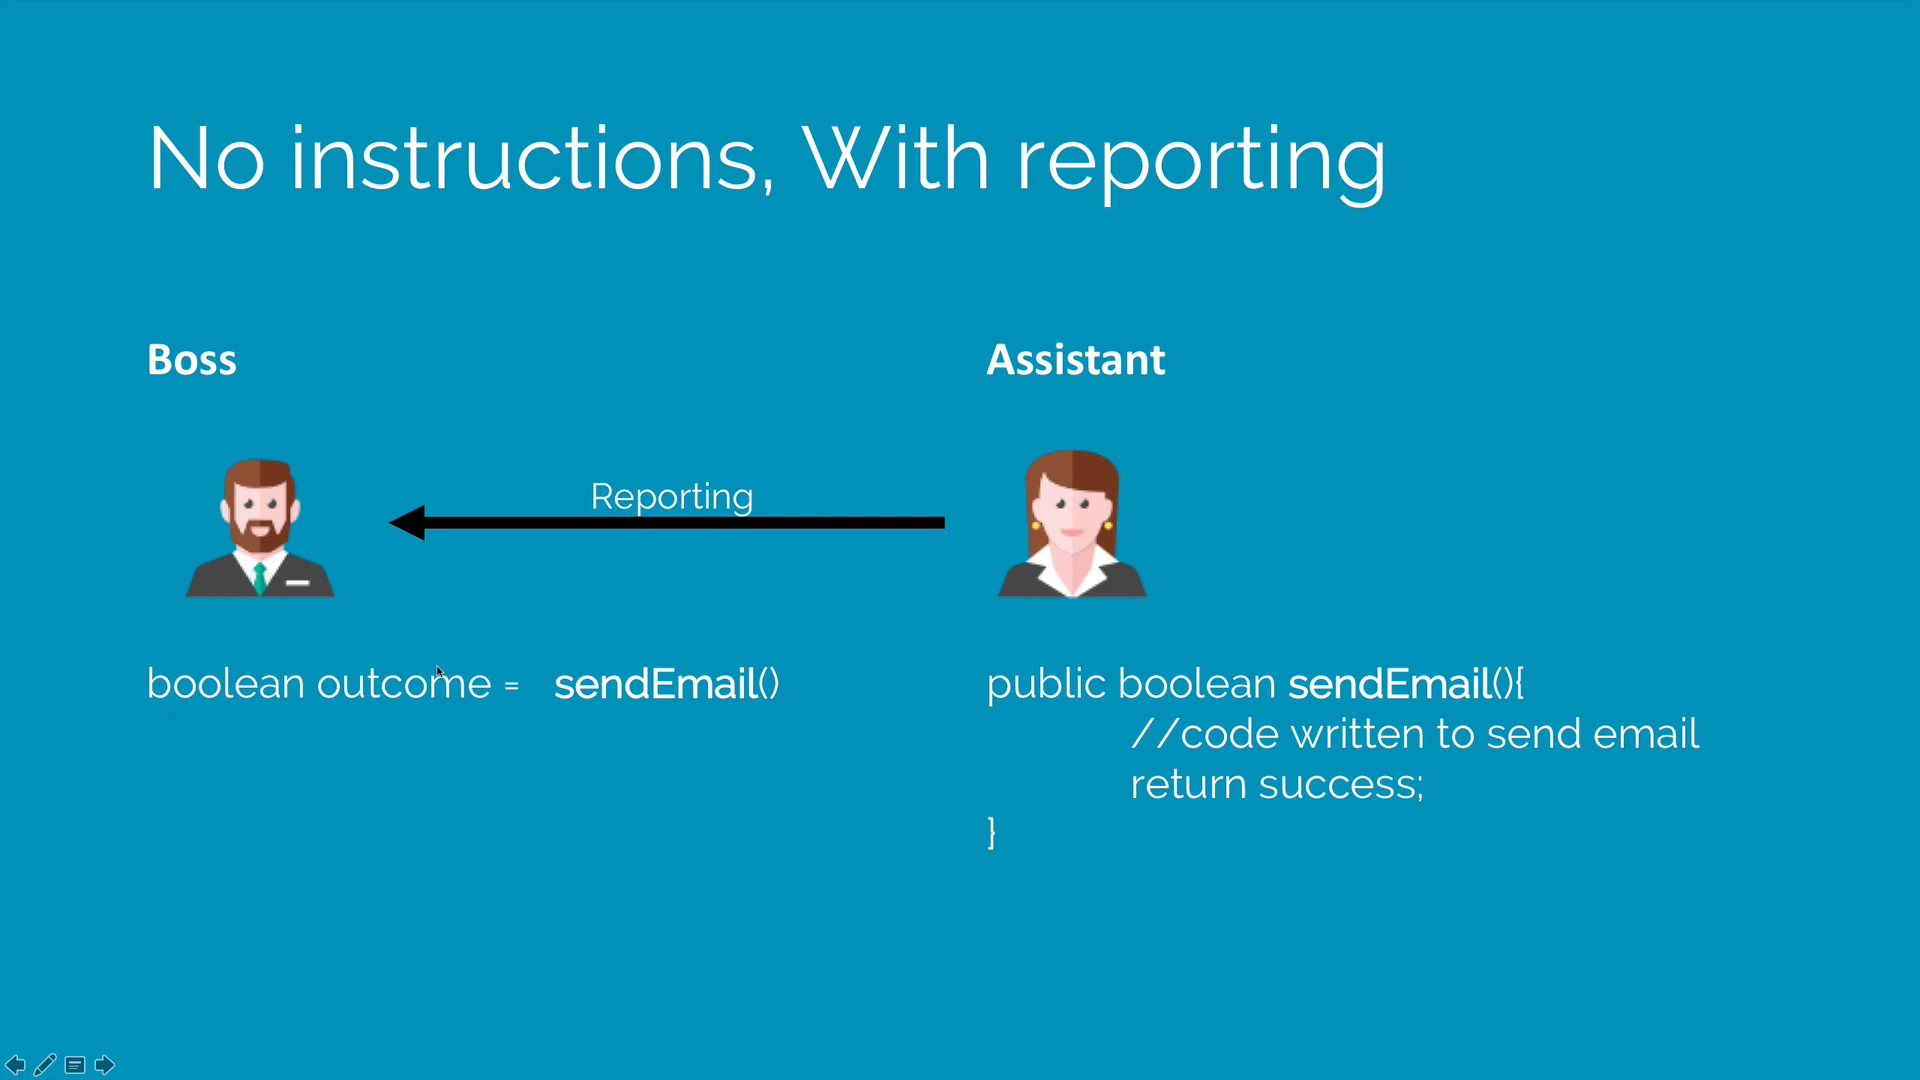 No instructions, With reporting
Boss
Assistant
Reporting
boolean outcome = sendEmail()
public boolean sendEmail(){
//code written to send email
return success;
}